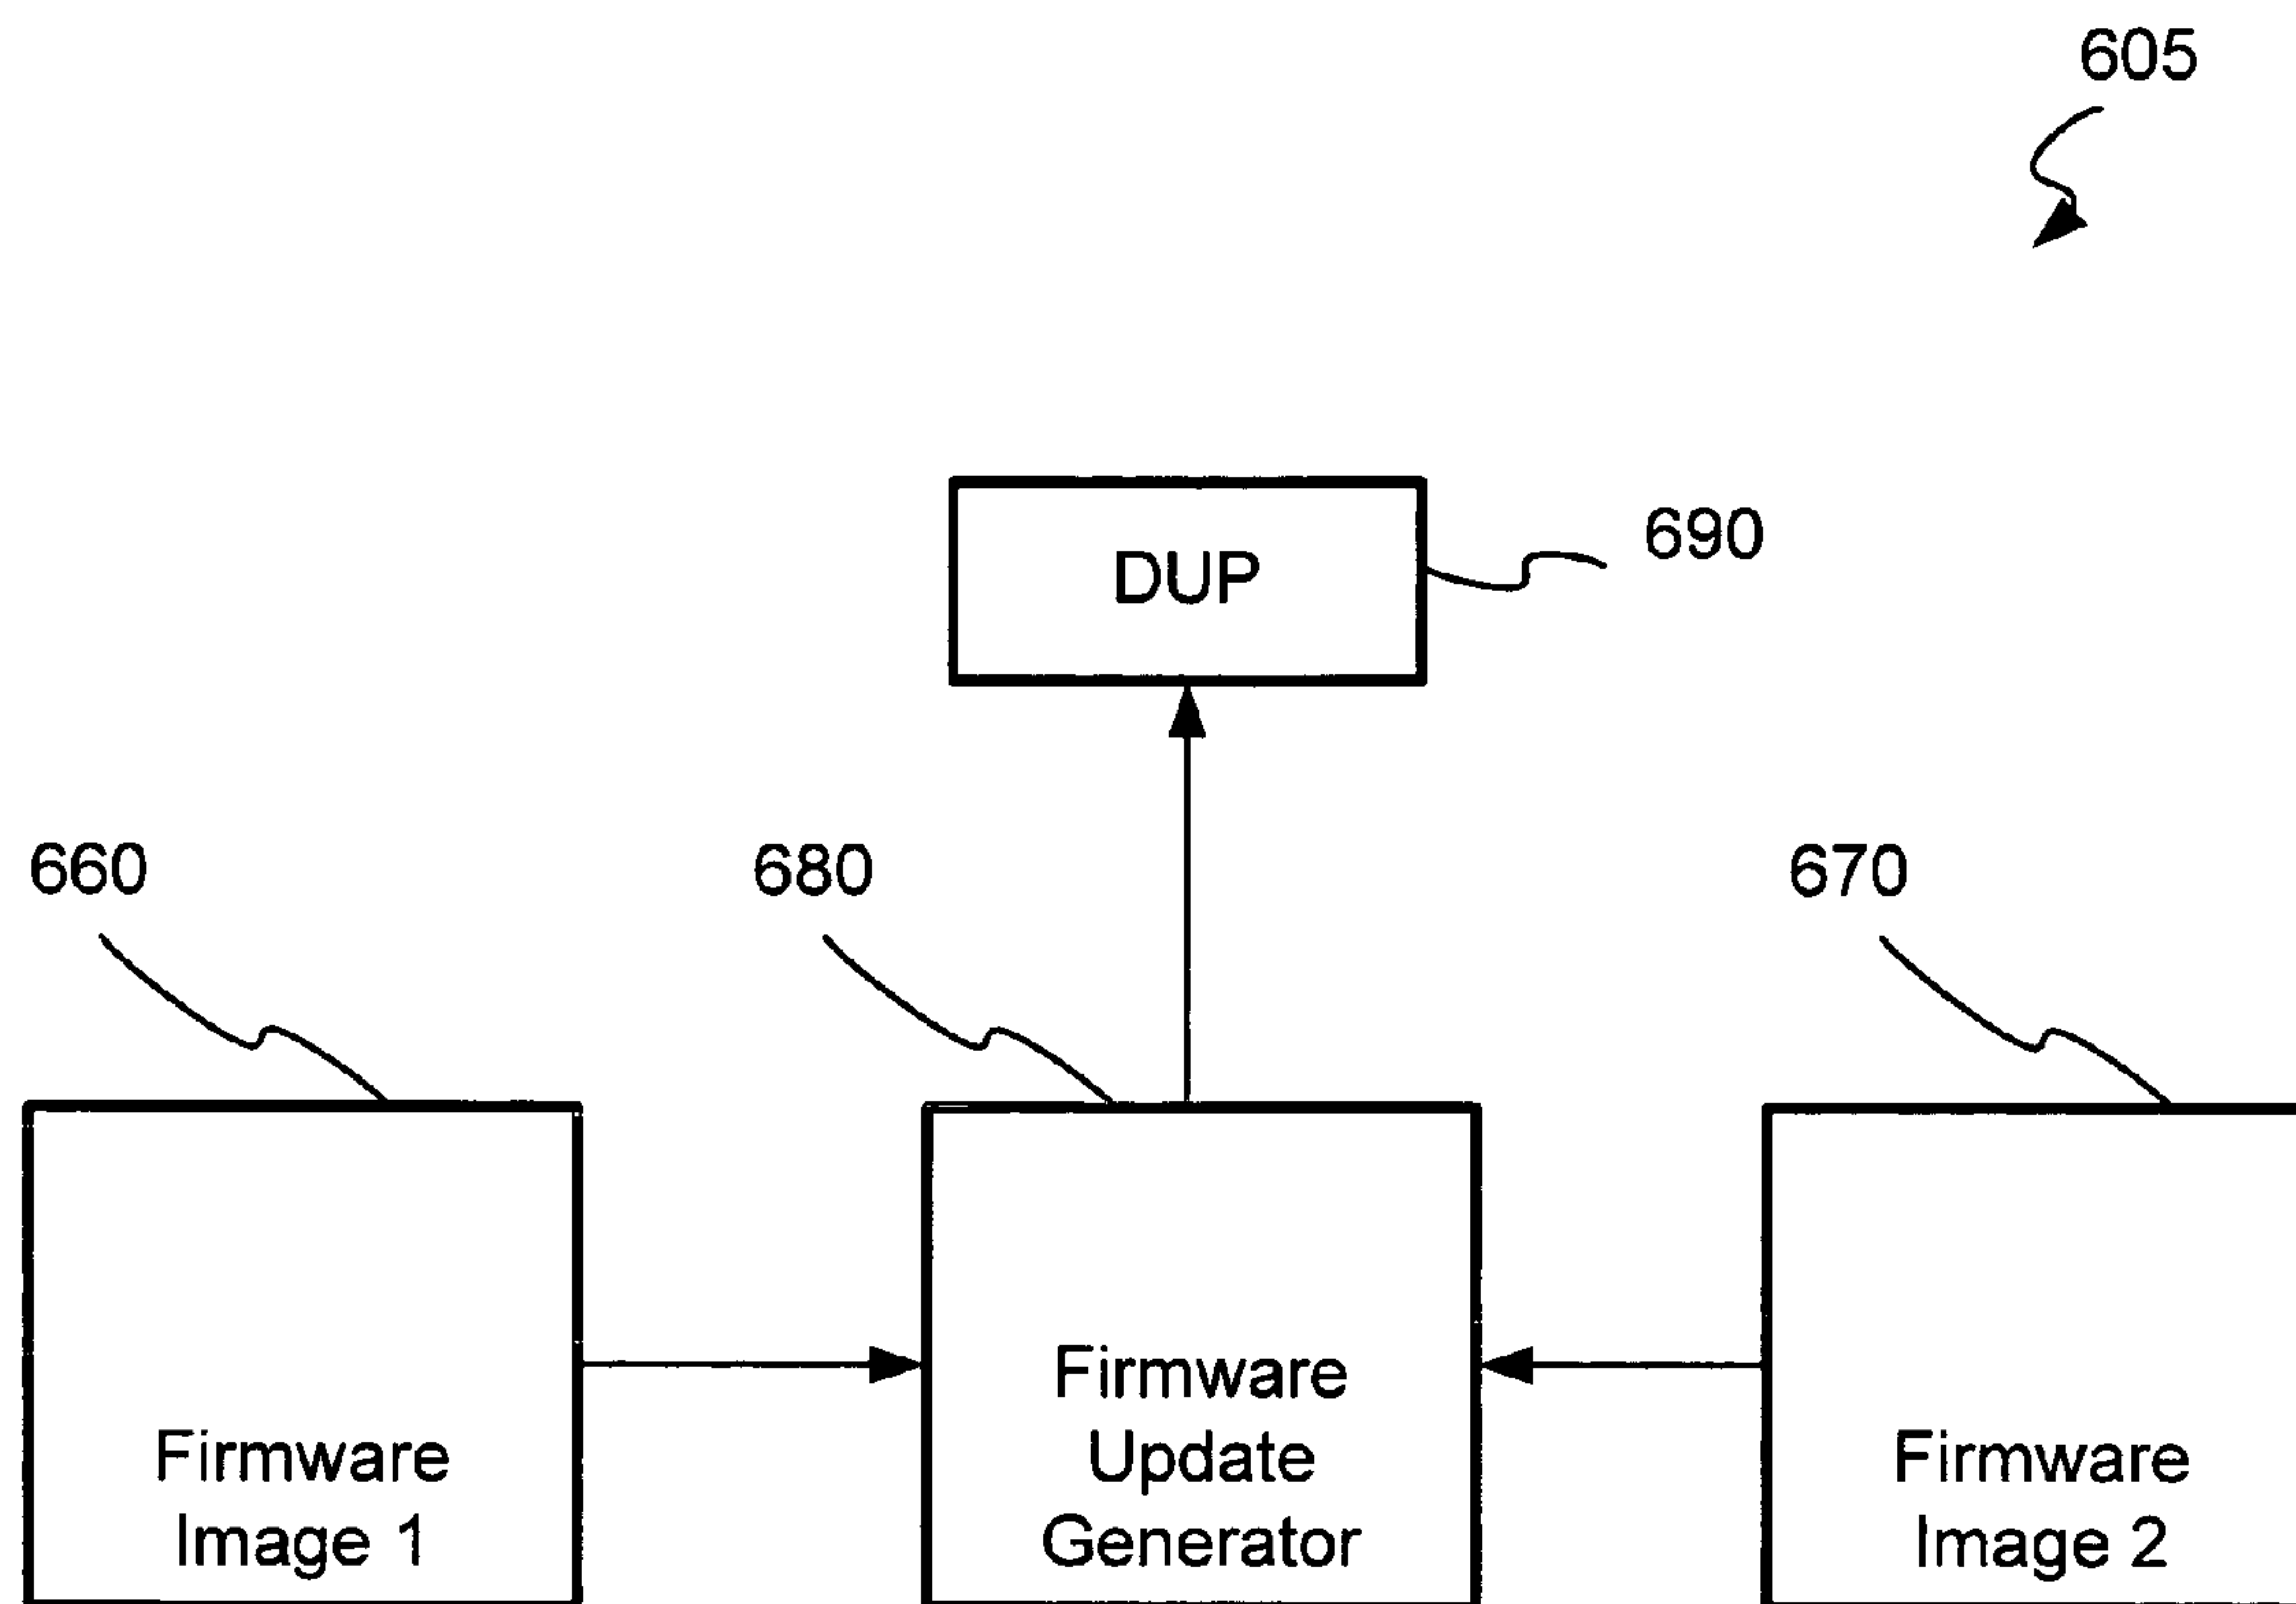 605
DUP
690
660
680
670
Firmware
Image 1
Firmware
Update
Generator
Firmware
Image 2